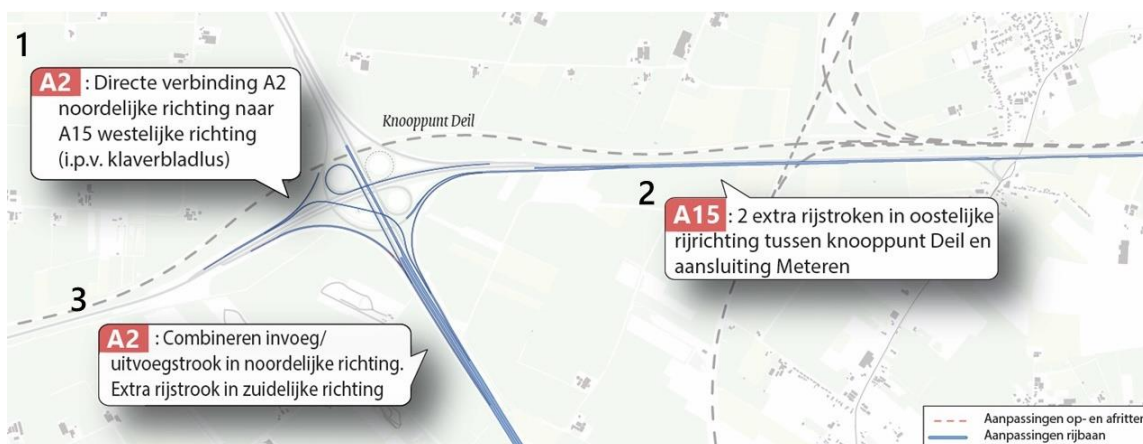 1
A2 : Directe verbinding A2
noordelijke richting naar
A15 westelijke richting
(i.p.v. klaverbladlus)
Knooppunt Deil
2
A15 : 2 extra rijstroken in oostelijke
rijrichting tussen knooppunt Deil en
aansluiting Meteren
3
A2 : Combineren invoeg/
uitvoegstrook in noordelijke richting.
Extra rijstrook in zuidelijke richting
Aanpassingen op- en afritten
Aanpassingen rijbaan